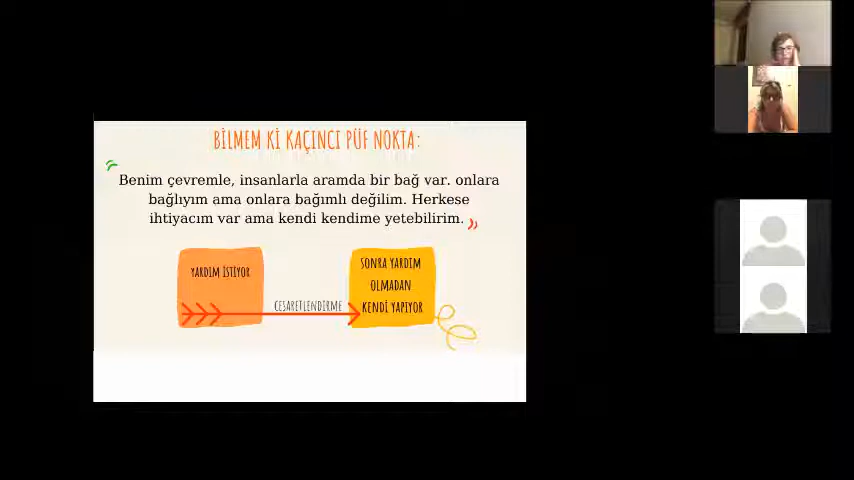 BİLMEM Kİ KAÇINCI PÜF NOKTA:
Benim çevremle, insanlarla aramda bir bağ var. onlara
bağlıyım ama onlara bağımlı değilim. Herkese
ihtiyacım var ama kendi kendime yetebilirim.
YARDIM İSTİYOR
CESARETLENDİRME
SONRA YARDIM
OLMADAN
KENDİ YAPIYOR